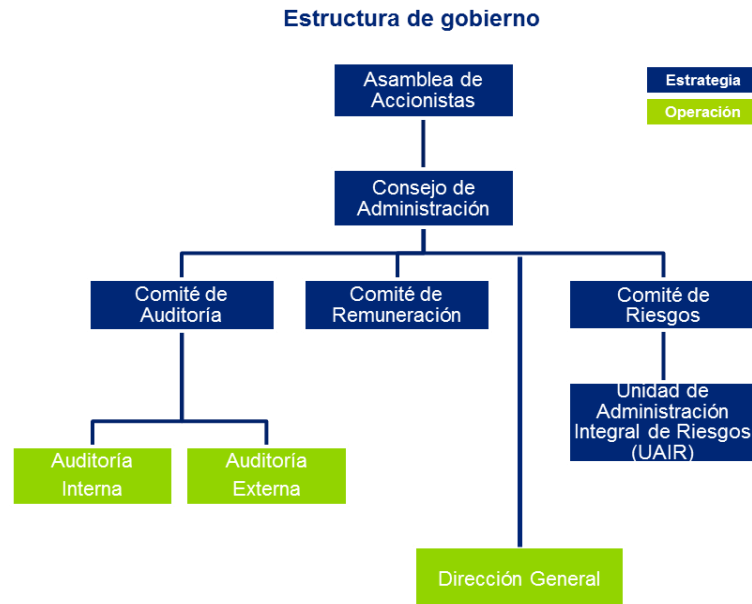 Estructura de gobierno
Asamblea de
Accionistas
Estrategia
Operación
Consejo de
Administración
Comité de
Auditoría
Comité de
Remuneración
Comité de
Riesgos
Unidad de
Administración
Integral de Riesgos
(UAIR)
Auditoría
Interna
Auditoría
Externa
Dirección General